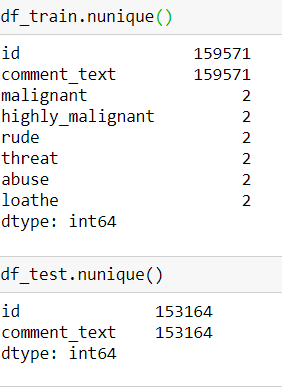 df_train.nunique()
id 159571
comment_text 159571
malignant 2
highly_malignant 2
rude 2
threat 2
abuse 2
loathe 2
dtype: int64
df_test.nunique()
id 153164
comment_text 153164
dtype: int64